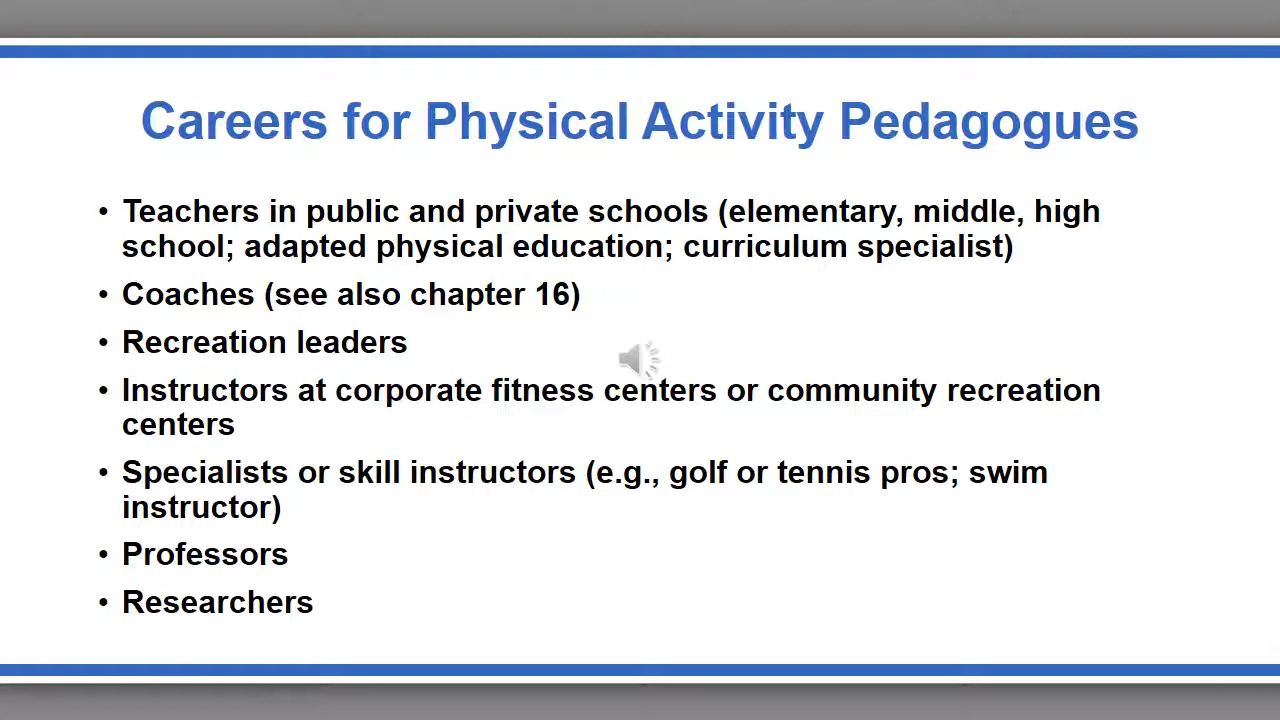 Careers for Physical Activity Pedagogues
• Teachers in public and private schools (elementary, middle, high
school; adapted physical education; curriculum specialist)
• Coaches (see also chapter 16)
• Recreation leaders
• Instructors at corporate fitness centers or community recreation
centers
• Specialists or skill instructors (e.g., golf or tennis pros; swim
instructor)
• Professors
• Researchers